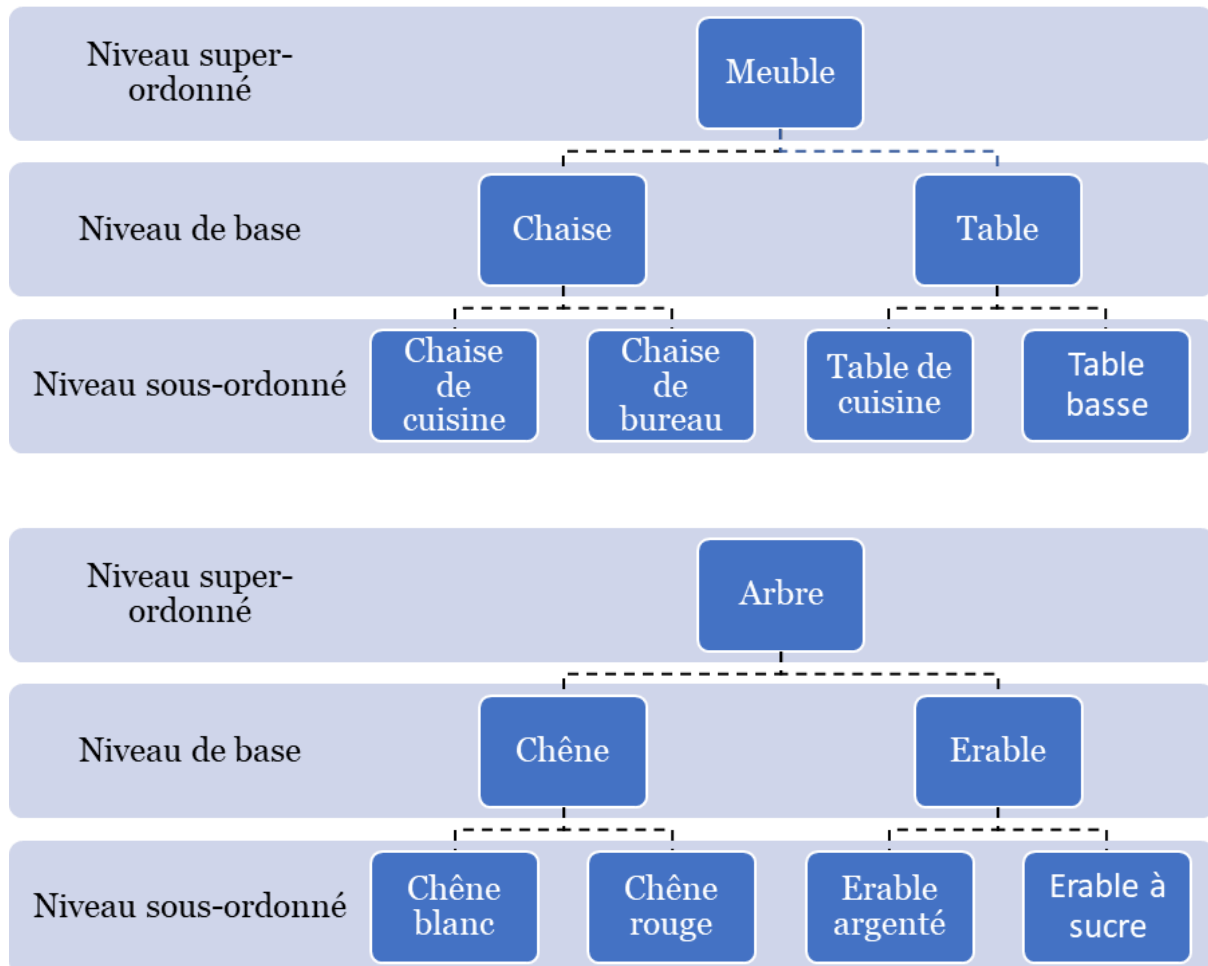 Niveau super-
ordonné
Meuble
Niveau de base
Chaise
Table
Niveau sous-ordonné
Chaise
de
cuisine
Chaise
de
bureau
Table de
cuisine
Table
basse
Niveau super-
ordonné
Arbre
Niveau de base
Chêne
Erable
Niveau sous-ordonné
Chêne
blanc
Chêne
rouge
Erable
argenté
Erable à
sucre